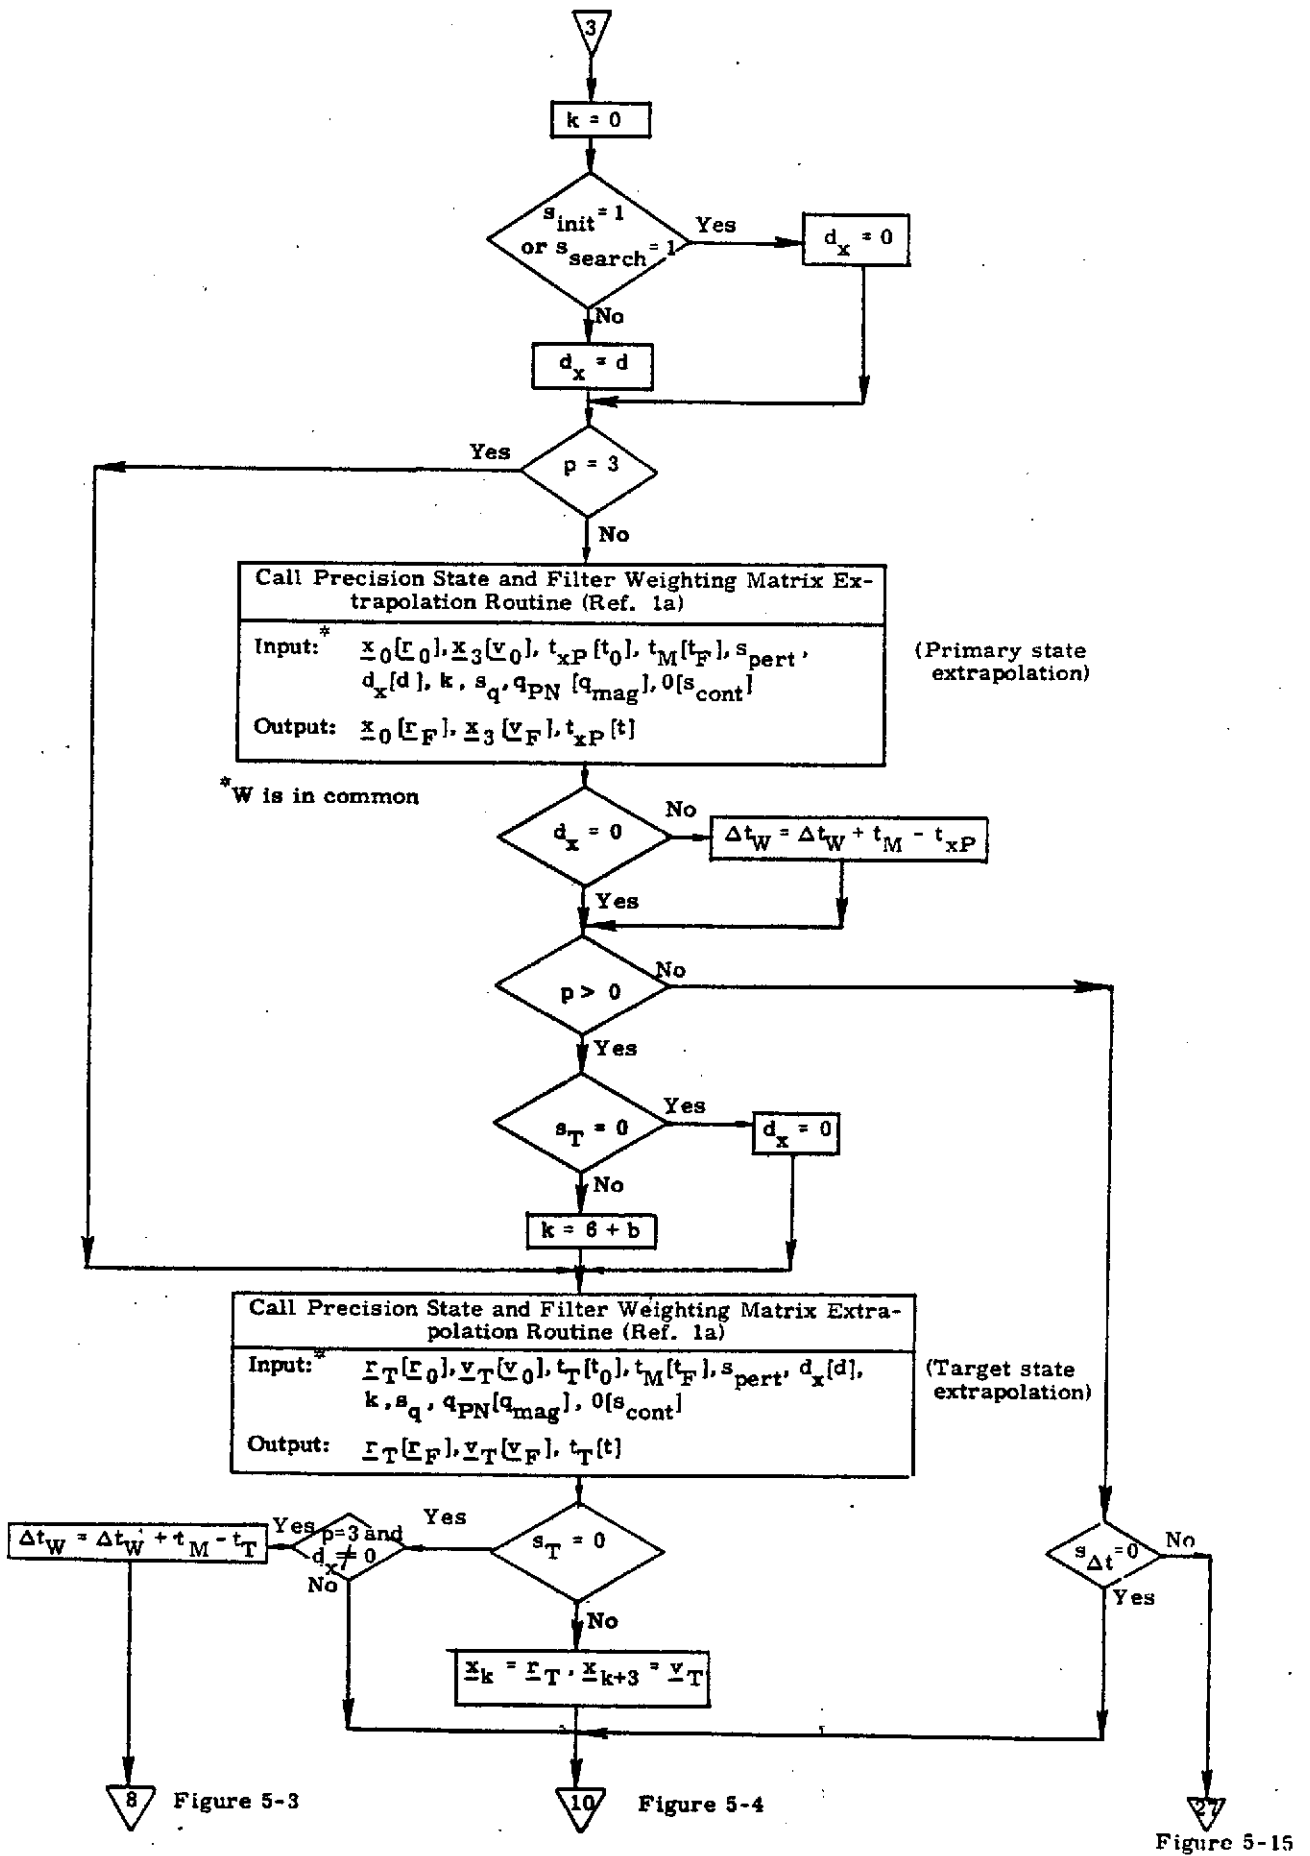 3
k = 0
s_init = 1
or s_search = 1
Yes
d_x = 0
No
d_x = d
Yes
p = 3
No
Call Precision State and Filter Weighting Matrix Ex-
trapolation Routine (Ref. 1a)
Input:* x_0[r_0], x_3[v_0], t_xP[t_0], t_M[t_F], s_pert,
d_x[d], k, s_q, q_PN[q_mag], 0[s_cont]
Output: x_0[r_F], x_3[v_F], t_xP[t]
(Primary state
extrapolation)
*W is in common
d_x = 0
No
Δt_W = Δt_W + t_M - t_xP
Yes
p > 0
No
Yes
s_T = 0
Yes
d_x = 0
No
k = 6 + b
Call Precision State and Filter Weighting Matrix Extra-
polation Routine (Ref. 1a)
Input:* r_T[r_0], v_T[v_0], t_T[t_0], t_M[t_F], s_pert, d_x[d],
k, s_q, q_PN[q_mag], 0[s_cont]
Output: r_T[r_F], v_T[v_F], t_T[t]
(Target state
extrapolation)
Δt_W = Δt_W + t_M - t_T
Yes
p=3 and
d_x ≠ 0
No
Yes
s_T = 0
No
s_Δt = 0
No
Yes
x_k = r_T, x_k+3 = v_T
8
Figure 5-3
10
Figure 5-4
27
Figure 5-15